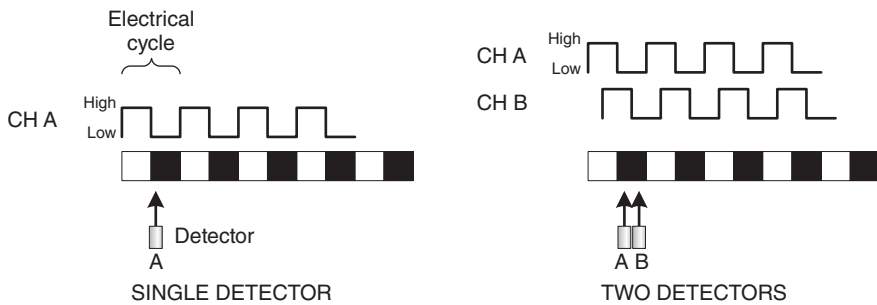 Electrical
cycle
CH A
High
Low
Detector
A
SINGLE DETECTOR
CH A
High
Low
CH B
A B
TWO DETECTORS